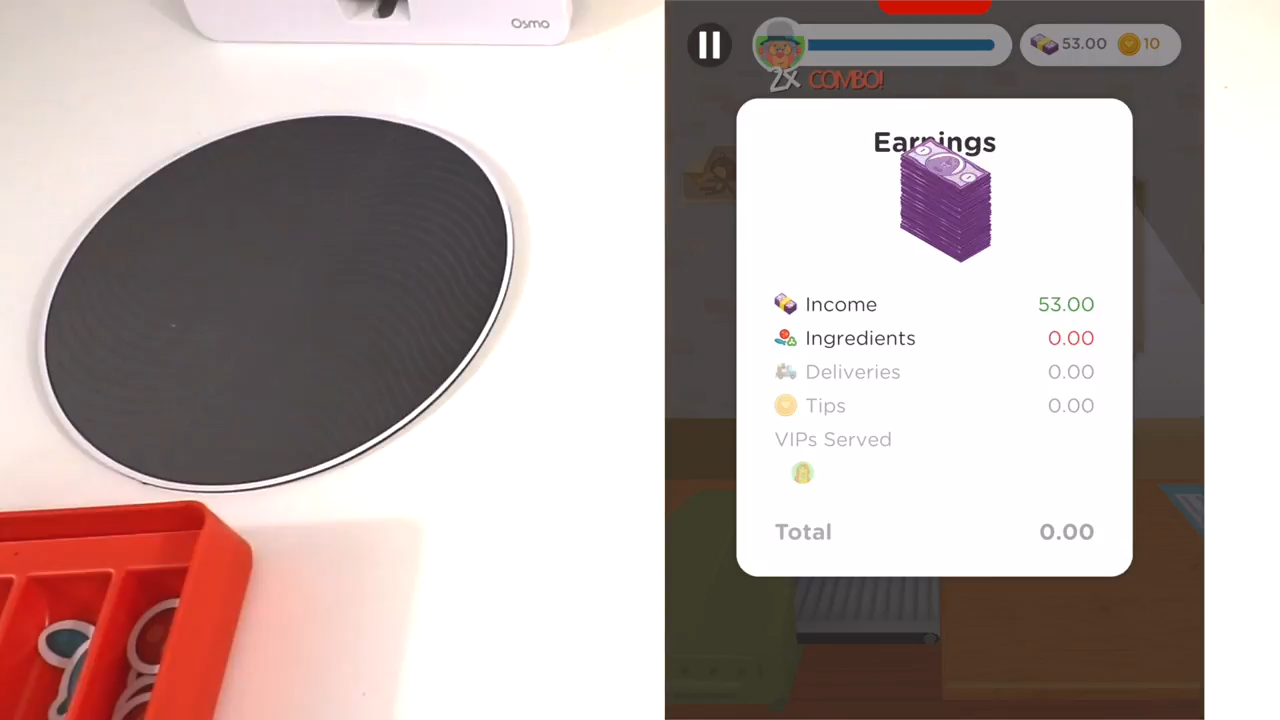 Osmo
53.00
10
2X COMBO!
Earnings
Income 53.00
Ingredients 0.00
Deliveries 0.00
Tips 0.00
VIPs Served
Total 0.00